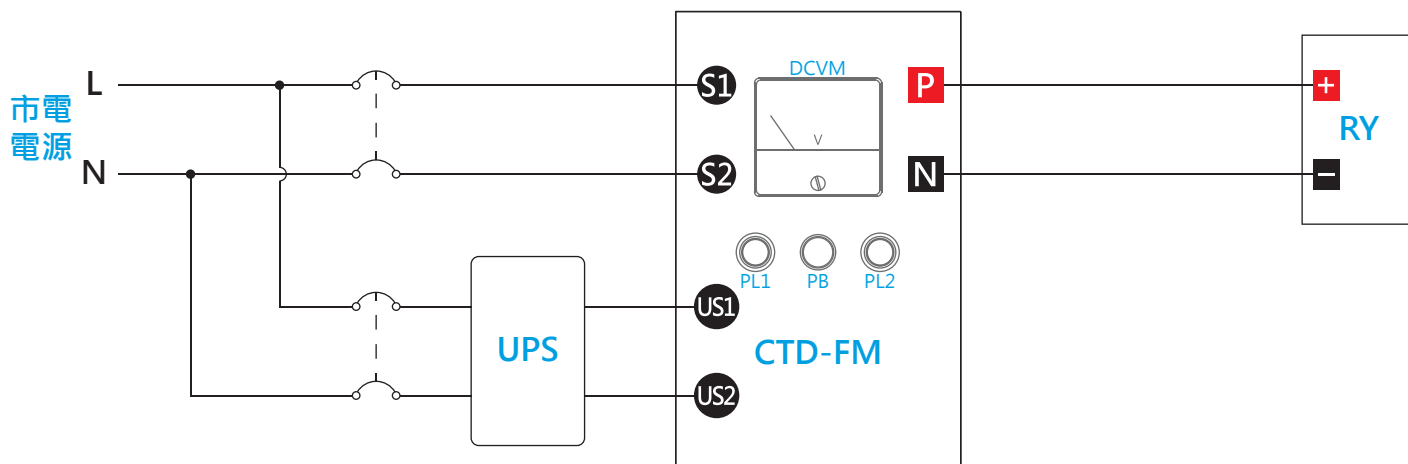 市電
電源
L
N
S1
S2
US1
US2
UPS
DCVM
V
PL1
PB
PL2
CTD-FM
P
N
+
−
RY